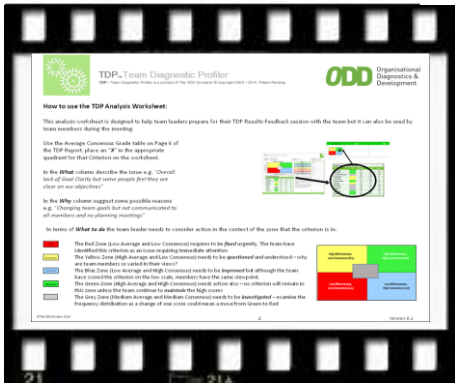 TDP™ Team Diagnostic Profiler
TDP – Team Diagnostic Profiler is a product of The ODD Company © Copyright 2003 – 2014. Patent Pending.
ODD
Organisational
Diagnostics &
Development
How to use the TDP Analysis Worksheet:
This analysis worksheet is designed to help team leaders prepare for their TDP Results Feedback session with the team but it can also be used by
team members during the meeting.
Use the Average Consensus Grade table on Page 6 of
the TDP Report, place an "X" in the appropriate
quadrant for that Criterion on the worksheet.
In the What column describe the issue e.g. "Overall
lack of Goal Clarity but some people feel they are
clear on our objectives"
In the Why column suggest some possible reasons
e.g. "Changing team goals but not communicated to
all members and no planning meetings"
In terms of What to do the team leader needs to consider action in the context of the zone that the criterion is in.
The Red Zone (Low Average and Low Consensus) requires to be fixed urgently. The team have
identified this criterion as an issue requiring immediate attention
The Yellow Zone (High Average and Low Consensus) needs to be questioned and understood – why
are team members so varied in their views?
The Blue Zone (Low Average and High Consensus) needs to be improved but although the team
have scored the criterion on the low scale, members have the same point of view.
The Green Zone (High Average and High Consensus) needs action also – no criterion will remain in
this zone unless the team continue to maintain the high scores
The Grey Zone (Medium Average and Medium Consensus) needs to be investigated – examine the
frequency distribution as a change of one score could mean a move from Green to Red
2